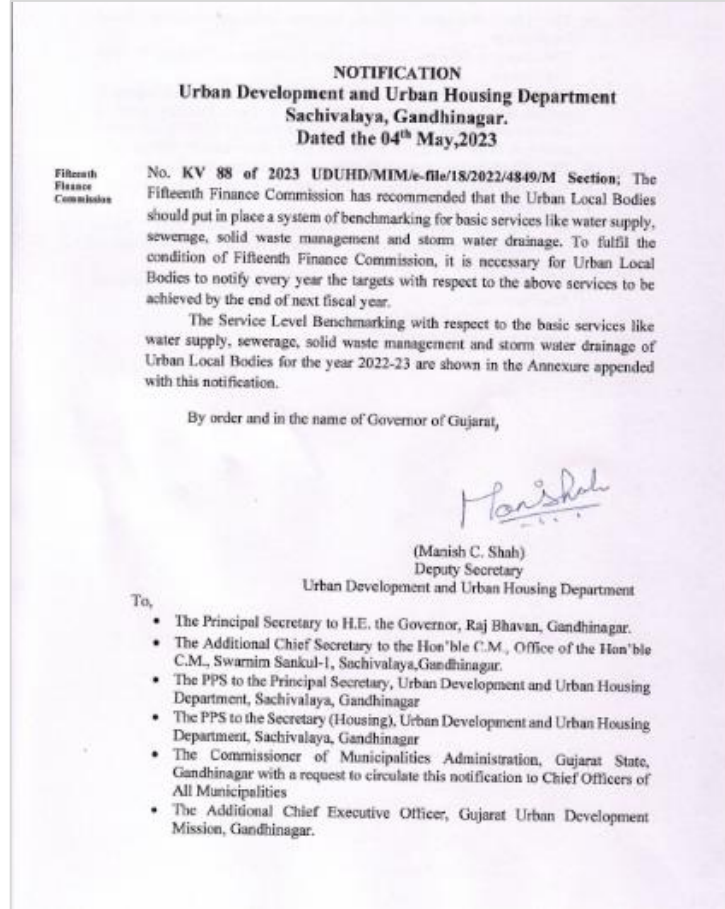 NOTIFICATION
Urban Development and Urban Housing Department
Sachivalaya, Gandhinagar.
Dated the 04th May,2023
Fifteenth
Finance
Commission
No. KV 88 of 2023 UDUHD/MIM/e-file/18/2022/4849/M Section; The
Fifteenth Finance Commission has recommended that the Urban Local Bodies
should put in place a system of benchmarking for basic services like water supply,
sewerage, solid waste management and storm water drainage. To fulfil the
condition of Fifteenth Finance Commission, it is necessary for Urban Local
Bodies to notify every year the targets with respect to the above services to be
achieved by the end of next fiscal year.
The Service Level Benchmarking with respect to the basic services like
water supply, sewerage, solid waste management and storm water drainage of
Urban Local Bodies for the year 2022-23 are shown in the Annexure appended
with this notification.
By order and in the name of Governor of Gujarat,
Manish Shah
(Manish C. Shah)
Deputy Secretary
Urban Development and Urban Housing Department
To,
• The Principal Secretary to H.E. the Governor, Raj Bhavan, Gandhinagar.
• The Additional Chief Secretary to the Hon'ble C.M., Office of the Hon'ble
C.M., Swarnim Sankul-1, Sachivalaya,Gandhinagar.
• The PPS to the Principal Secretary, Urban Development and Urban Housing
Department, Sachivalaya, Gandhinagar
• The PPS to the Secretary (Housing), Urban Development and Urban Housing
Department, Sachivalaya, Gandhinagar
• The Commissioner of Municipalities Administration, Gujarat State,
Gandhinagar with a request to circulate this notification to Chief Officers of
All Municipalities
• The Additional Chief Executive Officer, Gujarat Urban Development
Mission, Gandhinagar.